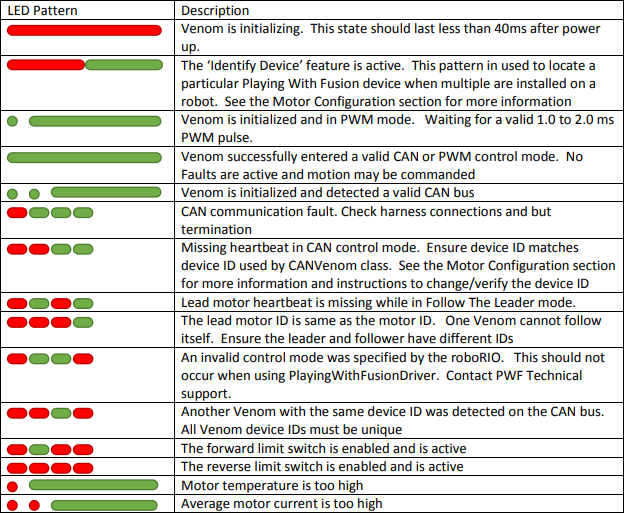 LED Pattern Description
Venom is initializing. This state should last less than 40ms after power
up.
The ‘Identify Device’ feature is active. This pattern in used to locate a
particular Playing With Fusion device when multiple are installed on a
robot. See the Motor Configuration section for more information
Venom is initialized and in PWM mode. Waiting for a valid 1.0 to 2.0 ms
PWM pulse.
Venom successfully entered a valid CAN or PWM control mode. No
Faults are active and motion may be commanded
Venom is initialized and detected a valid CAN bus
CAN communication fault. Check harness connections and but
termination
Missing heartbeat in CAN control mode. Ensure device ID matches
device ID used by CANVenom class. See the Motor Configuration section
for more information and instructions to change/verify the device ID
Lead motor heartbeat is missing while in Follow The Leader mode.
The lead motor ID is same as the motor ID. One Venom cannot follow
itself. Ensure the leader and follower have different IDs
An invalid control mode was specified by the roboRIO. This should not
occur when using PlayingWithFusionDriver. Contact PWF Technical
support.
Another Venom with the same device ID was detected on the CAN bus.
All Venom device IDs must be unique
The forward limit switch is enabled and is active
The reverse limit switch is enabled and is active
Motor temperature is too high
Average motor current is too high